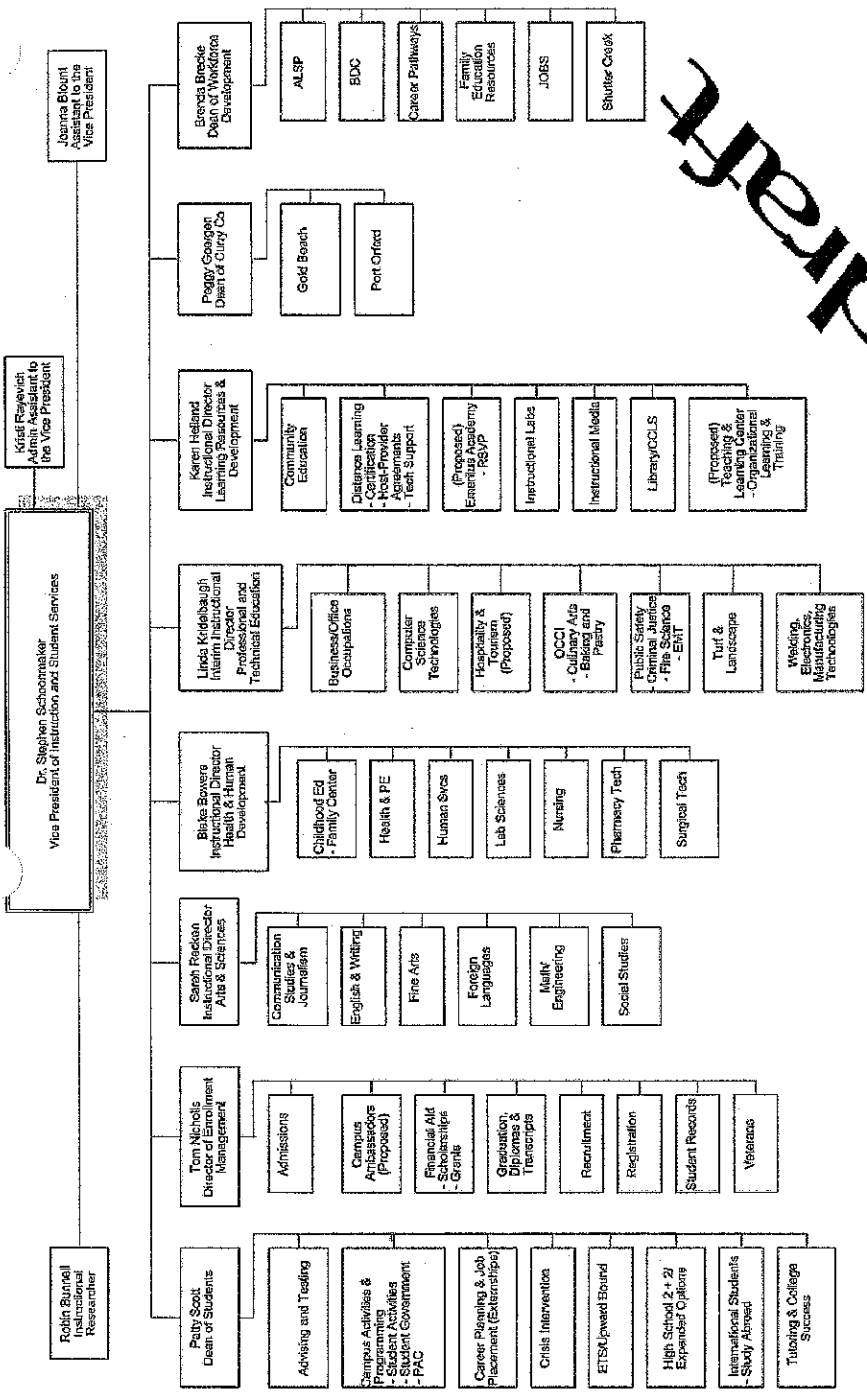 Dr. Stephen Schoonmaker
Vice President of Instruction and Student Services
Kristi Rayevich
Admin Assistant to
the Vice President
Joanna Blount
Assistant to the
Vice President
Robin Bunnell
Instructional
Researcher
Patty Scott
Dean of Students
Advising and Testing
Campus Activities &
Programming
- Student Activities
- Student Government
- PAC
Career Planning & Job
Placement (Externships)
Crisis Intervention
ETS/Upward Bound
High School 2 + 2/
Expanded Options
International Students
- Study Abroad
Tutoring & College
Success
Tom Nicholls
Director of Enrollment
Management
Admissions
Campus
Ambassadors
(Proposed)
Financial Aid
- Scholarships
- Grants
Graduation,
Diplomas &
Transcripts
Recruitment
Registration
Student Records
Veterans
Sarah Recken
Instructional Director
Arts & Sciences
Communication
Studies &
Journalism
English & Writing
Fine Arts
Foreign
Languages
Math/
Engineering
Social Studies
Blake Bowers
Instructional Director
Health & Human
Development
Childhood Ed
- Family Center
Health & PE
Human Svcs
Lab Sciences
Nursing
Pharmacy Tech
Surgical Tech
Linda Kridelbaugh
Interim Instructional
Director
Professional and
Technical Education
Business/Office
Occupations
Computer
Science
Technologies
Hospitality &
Tourism
(Proposed)
OCCI
- Culinary Arts
- Baking and
Pastry
Public Safety
- Criminal Justice
- Fire Science
- EMT
Turf &
Landscape
Welding,
Electronics,
Manufacturing
Technologies
Karen Helland
Instructional Director
Learning Resources &
Development
Community
Education
Distance Learning
- Certification
- Host-Provider
Agreements
- Tech Support
(Proposed)
Emeritus Academy
- RSVP
Instructional Labs
Instructional Media
Library/CCLS
(Proposed)
Teaching &
Learning Center
- Organizational
Learning &
Training
Peggy Goergen
Dean of Curry Co
Gold Beach
Port Orford
Brenda Brecke
Dean of Workforce
Development
ALSP
BDC
Career Pathways
Family
Education
Resources
JOBS
Shutter Creek
Draft